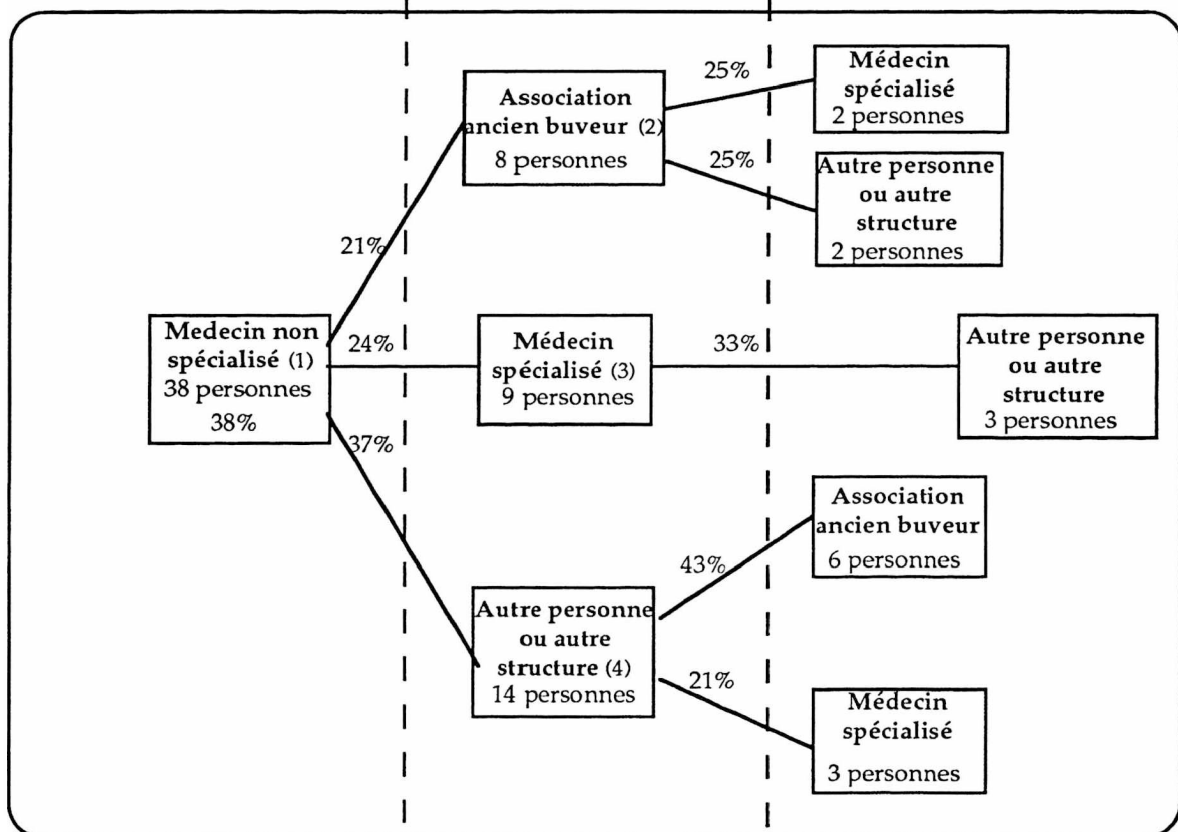 Médecin
spécialisé
2 personnes
25%
Association
ancien buveur (2)
8 personnes
25%
Autre personne
ou autre
structure
2 personnes
21%
Medecin non
spécialisé (1)
38 personnes
38%
24%
Médecin
spécialisé (3)
9 personnes
33%
Autre personne
ou autre
structure
3 personnes
37%
Association
ancien buveur
6 personnes
43%
Autre personne
ou autre
structure (4)
14 personnes
21%
Médecin
spécialisé
3 personnes